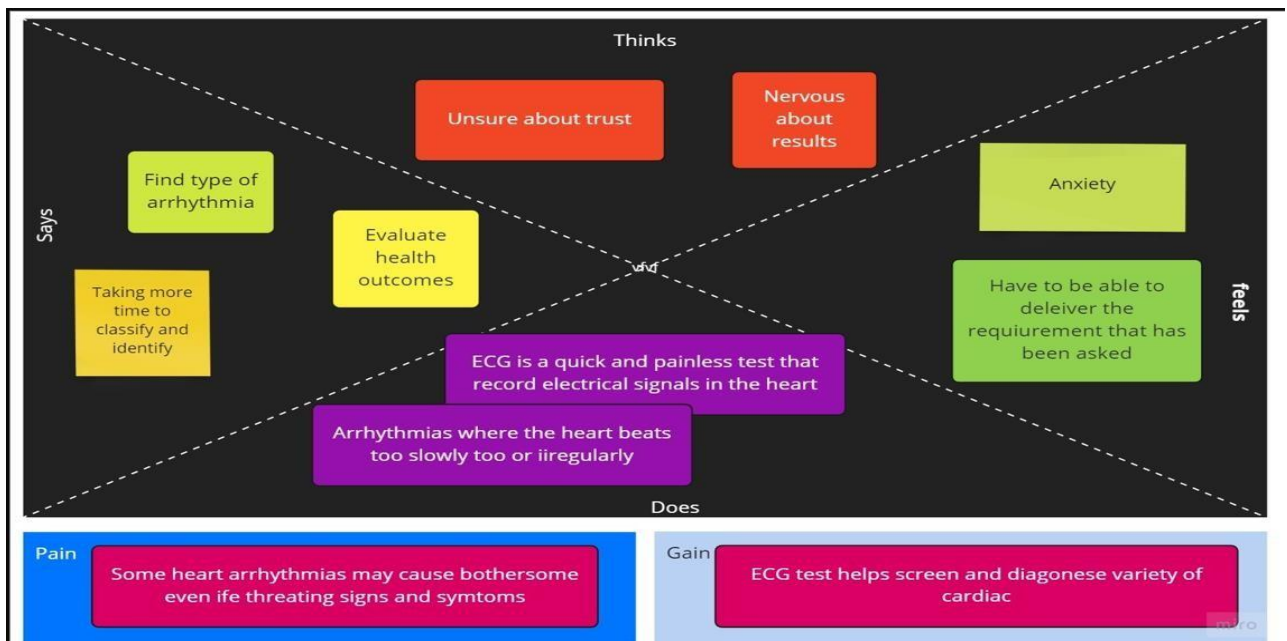 Thinks
Unsure about trust
Nervous
about
results
Says
Find type of
arrhythmia
Evaluate
health
outcomes
Taking more
time to
classify and
identify
Anxiety
Have to be able to
deleiver the
requiurement that has
been asked
feels
ECG is a quick and painless test that
record electrical signals in the heart
Arrhythmias where the heart beats
too slowly too or iiregularly
Does
Pain
Some heart arrhythmias may cause bothersome
even ife threating signs and symtoms
Gain
ECG test helps screen and diagonese variety of
cardiac
miro